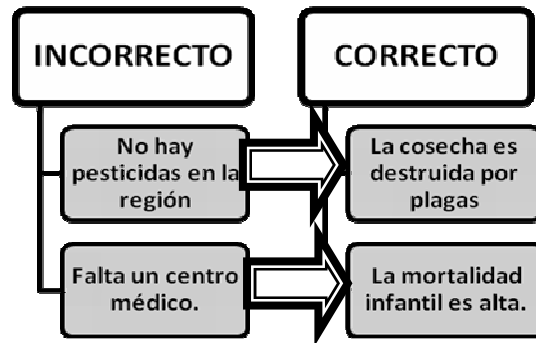 INCORRECTO
CORRECTO
No hay
pesticidas en la
región
La cosecha es
destruida por
plagas
Falta un centro
médico.
La mortalidad
infantil es alta.